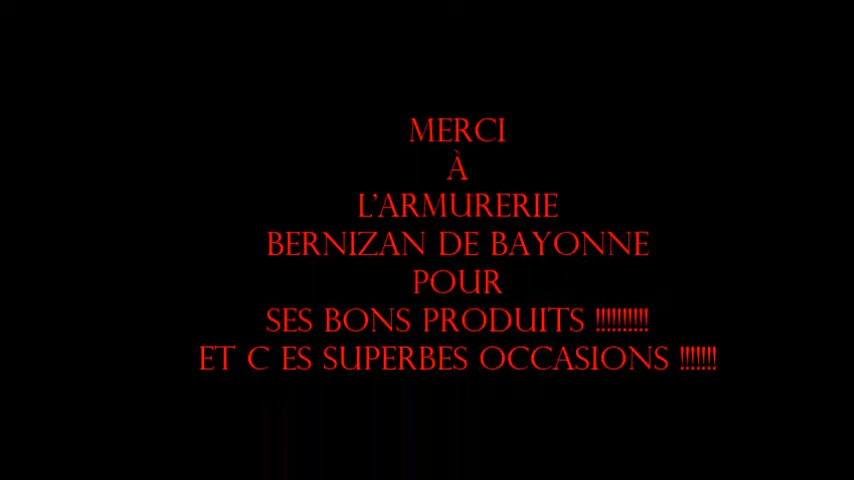 MERCI
À
L'ARMURERIE
BERNIZAN DE BAYONNE
POUR
SES BONS PRODUITS !!!!!!!!!!
ET C ES SUPERBES OCCASIONS !!!!!!!